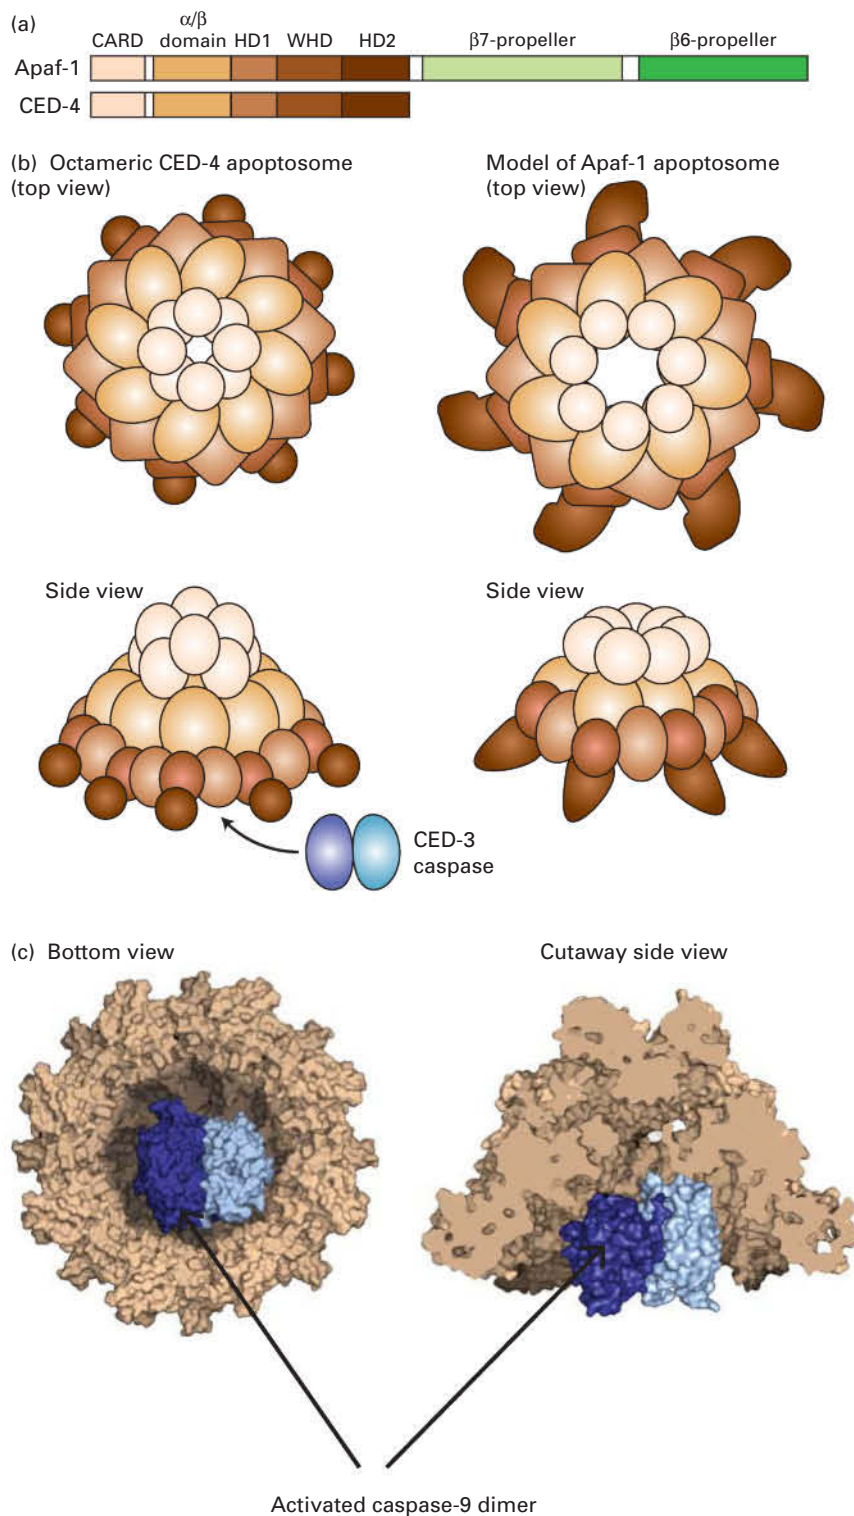 (a)
α/β
CARD domain HD1 WHD HD2 β7-propeller β6-propeller
Apaf-1
CED-4
(b) Octameric CED-4 apoptosome
(top view)
Model of Apaf-1 apoptosome
(top view)
Side view
Side view
CED-3
caspase
(c) Bottom view
Cutaway side view
Activated caspase-9 dimer